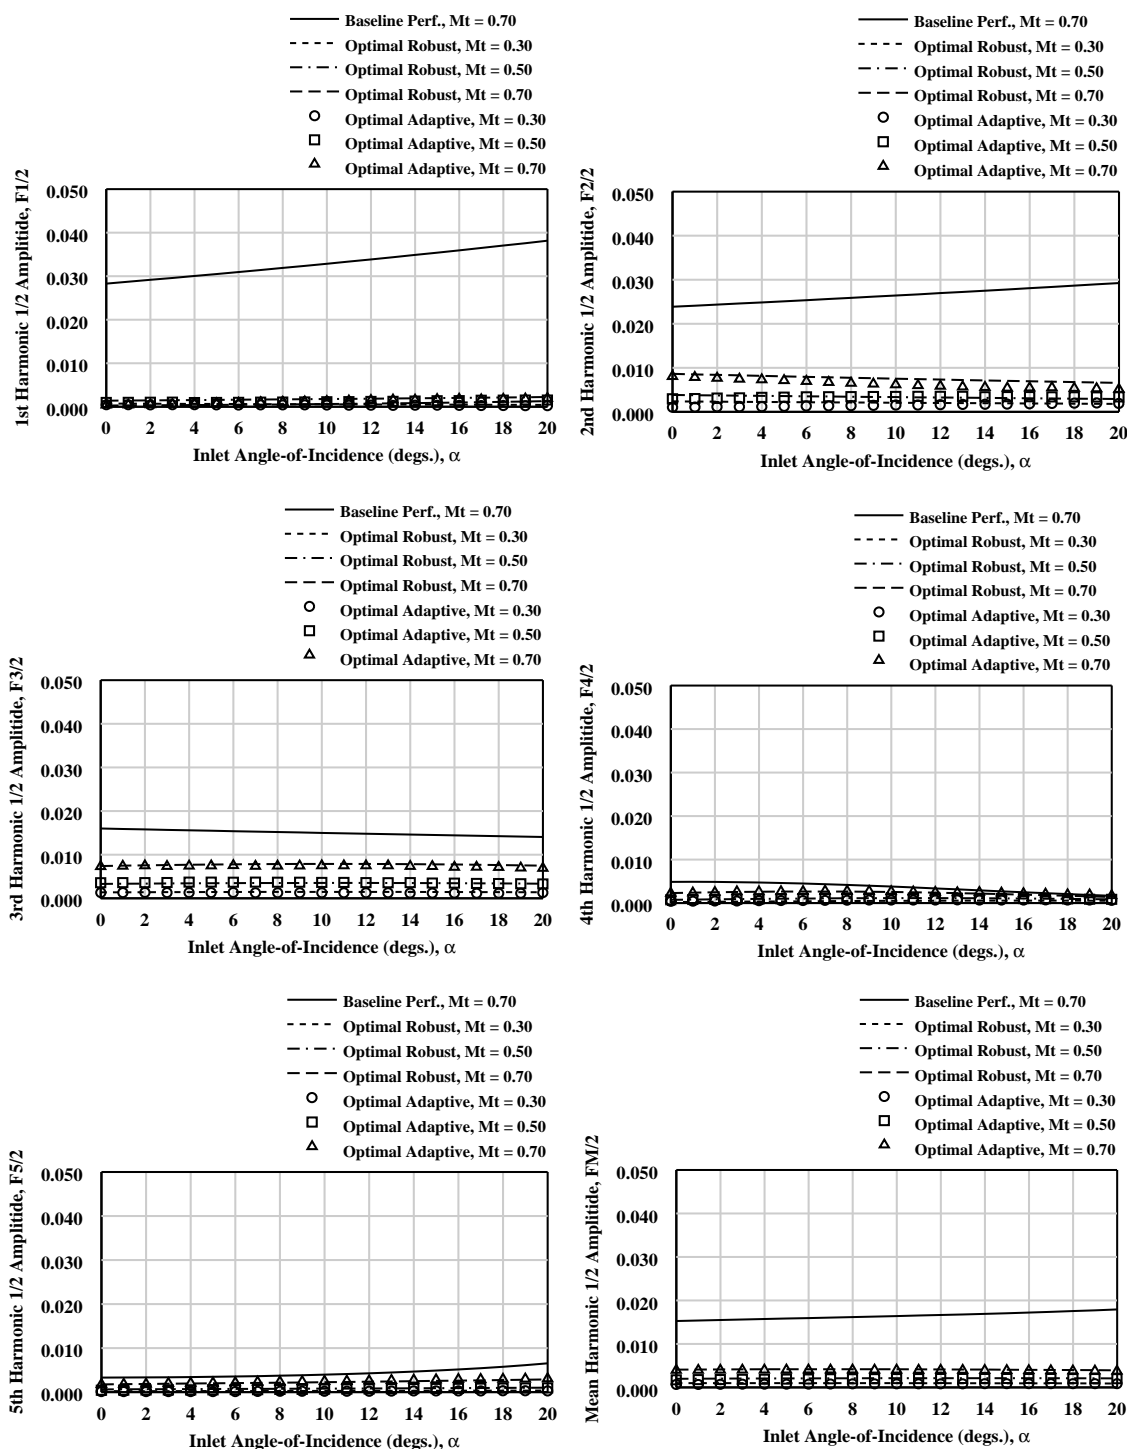 Baseline Perf., Mt = 0.70
Optimal Robust, Mt = 0.30
Optimal Robust, Mt = 0.50
Optimal Robust, Mt = 0.70
Optimal Adaptive, Mt = 0.30
Optimal Adaptive, Mt = 0.50
Optimal Adaptive, Mt = 0.70
1st Harmonic 1/2 Amplitide, F1/2
0.050
0.040
0.030
0.020
0.010
0.000
0 2 4 6 8 10 12 14 16 18 20
Inlet Angle-of-Incidence (degs.), α
Baseline Perf., Mt = 0.70
Optimal Robust, Mt = 0.30
Optimal Robust, Mt = 0.50
Optimal Robust, Mt = 0.70
Optimal Adaptive, Mt = 0.30
Optimal Adaptive, Mt = 0.50
Optimal Adaptive, Mt = 0.70
2nd Harmonic 1/2 Amplitide, F2/2
0.050
0.040
0.030
0.020
0.010
0.000
0 2 4 6 8 10 12 14 16 18 20
Inlet Angle-of-Incidence (degs.), α
Baseline Perf., Mt = 0.70
Optimal Robust, Mt = 0.30
Optimal Robust, Mt = 0.50
Optimal Robust, Mt = 0.70
Optimal Adaptive, Mt = 0.30
Optimal Adaptive, Mt = 0.50
Optimal Adaptive, Mt = 0.70
3rd Harmonic 1/2 Amplitide, F3/2
0.050
0.040
0.030
0.020
0.010
0.000
0 2 4 6 8 10 12 14 16 18 20
Inlet Angle-of-Incidence (degs.), α
Baseline Perf., Mt = 0.70
Optimal Robust, Mt = 0.30
Optimal Robust, Mt = 0.50
Optimal Robust, Mt = 0.70
Optimal Adaptive, Mt = 0.30
Optimal Adaptive, Mt = 0.50
Optimal Adaptive, Mt = 0.70
4th Harmonic 1/2 Amplitide, F4/2
0.050
0.040
0.030
0.020
0.010
0.000
0 2 4 6 8 10 12 14 16 18 20
Inlet Angle-of-Incidence (degs.), α
Baseline Perf., Mt = 0.70
Optimal Robust, Mt = 0.30
Optimal Robust, Mt = 0.50
Optimal Robust, Mt = 0.70
Optimal Adaptive, Mt = 0.30
Optimal Adaptive, Mt = 0.50
Optimal Adaptive, Mt = 0.70
5th Harmonic 1/2 Amplitide, F5/2
0.050
0.040
0.030
0.020
0.010
0.000
0 2 4 6 8 10 12 14 16 18 20
Inlet Angle-of-Incidence (degs.), α
Baseline Perf., Mt = 0.70
Optimal Robust, Mt = 0.30
Optimal Robust, Mt = 0.50
Optimal Robust, Mt = 0.70
Optimal Adaptive, Mt = 0.30
Optimal Adaptive, Mt = 0.50
Optimal Adaptive, Mt = 0.70
Mean Harmonic 1/2 Amplitide, FM/2
0.050
0.040
0.030
0.020
0.010
0.000
0 2 4 6 8 10 12 14 16 18 20
Inlet Angle-of-Incidence (degs.), α